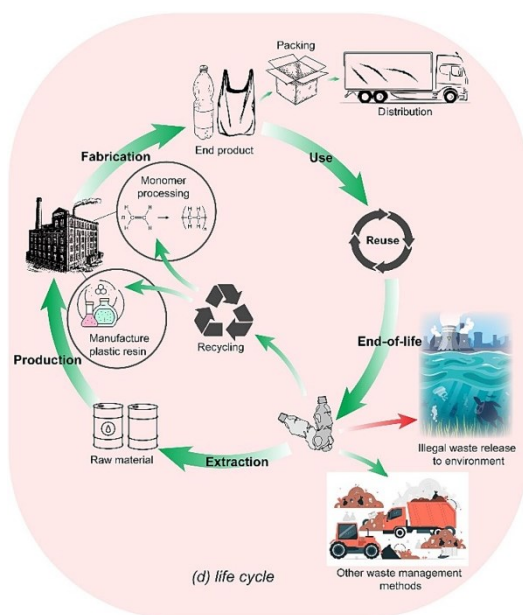 Packing
Distribution
End product
Fabrication
Use
Monomer
processing
H
H
H
H
H
H
H
H
n
Reuse
Manufacture
plastic resin
Recycling
Production
End-of-life
Illegal waste release
to environment
Raw material
Extraction
Other waste management
methods
(d) life cycle